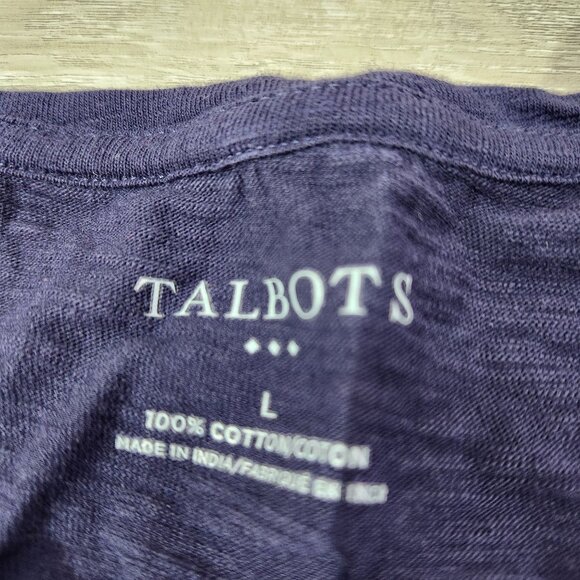 TALBOTS
L
100% COTTON/COTON
MADE IN INDIA/FABRIQUÉ EN INDE